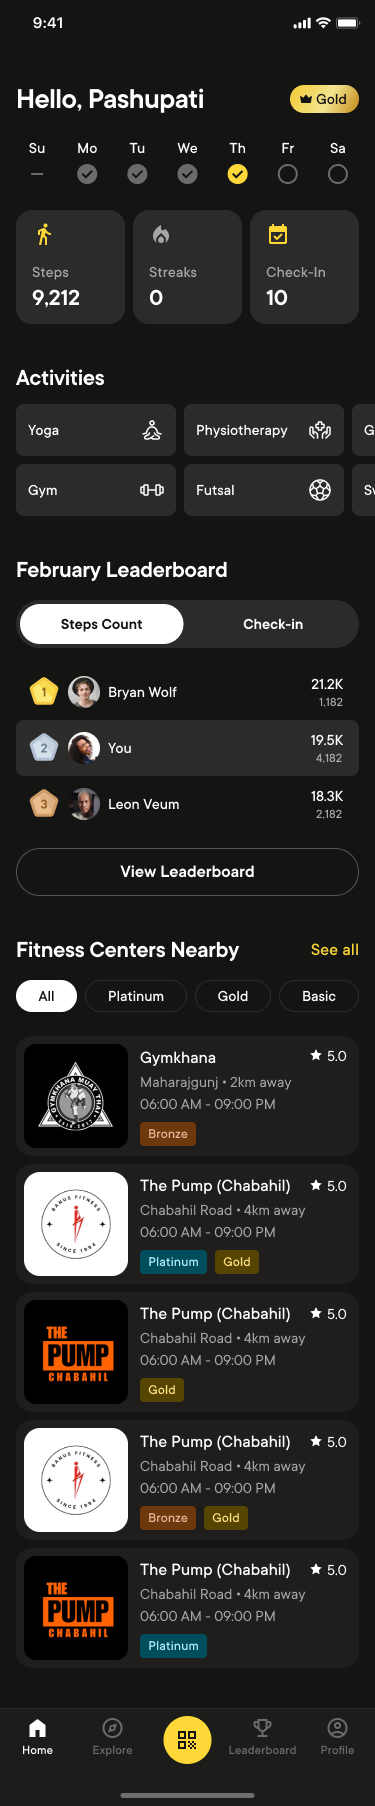 9:41
Hello, Pashupati
Gold
Su Mo Tu We Th Fr Sa
Steps
9,212
Streaks
0
Check-In
10
Activities
Yoga
Physiotherapy
G
Gym
Futsal
Sw
February Leaderboard
Steps Count
Check-in
1
Bryan Wolf
21.2K
1,182
2
You
19.5K
4,182
3
Leon Veum
18.3K
2,182
View Leaderboard
Fitness Centers Nearby
See all
All
Platinum
Gold
Basic
GYMKHANA MUAY THAI
Gymkhana
5.0
Maharajgunj • 2km away
06:00 AM - 09:00 PM
Bronze
BANUS FITNESS
SINCE 1994
The Pump (Chabahil)
5.0
Chabahil Road • 4km away
06:00 AM - 09:00 PM
Platinum
Gold
THE
PUMP
CHABAHIL
The Pump (Chabahil)
5.0
Chabahil Road • 4km away
06:00 AM - 09:00 PM
Gold
BANUS FITNESS
SINCE 1994
The Pump (Chabahil)
5.0
Chabahil Road • 4km away
06:00 AM - 09:00 PM
Bronze
Gold
THE
PUMP
CHABAHIL
The Pump (Chabahil)
5.0
Chabahil Road • 4km away
06:00 AM - 09:00 PM
Platinum
Home
Explore
Leaderboard
Profile